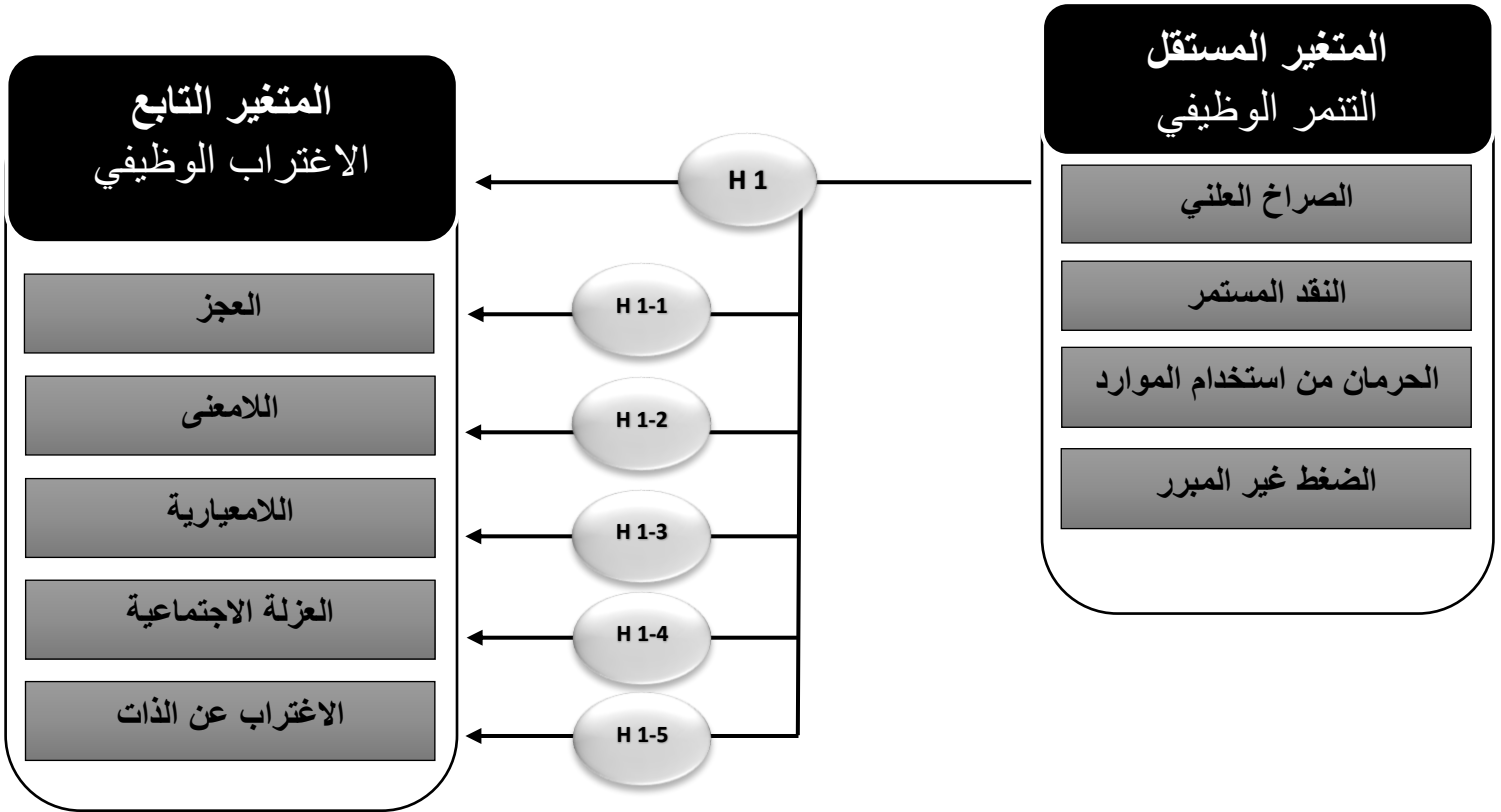 المتغير المستقل
التنمر الوظيفي
الصراخ العلني
النقد المستمر
الحرمان من استخدام الموارد
الضغط غير المبرر
H 1
H 1-1
H 1-2
H 1-3
H 1-4
H 1-5
المتغير التابع
الاغتراب الوظيفي
العجز
اللامعنى
اللامعيارية
العزلة الاجتماعية
الاغتراب عن الذات